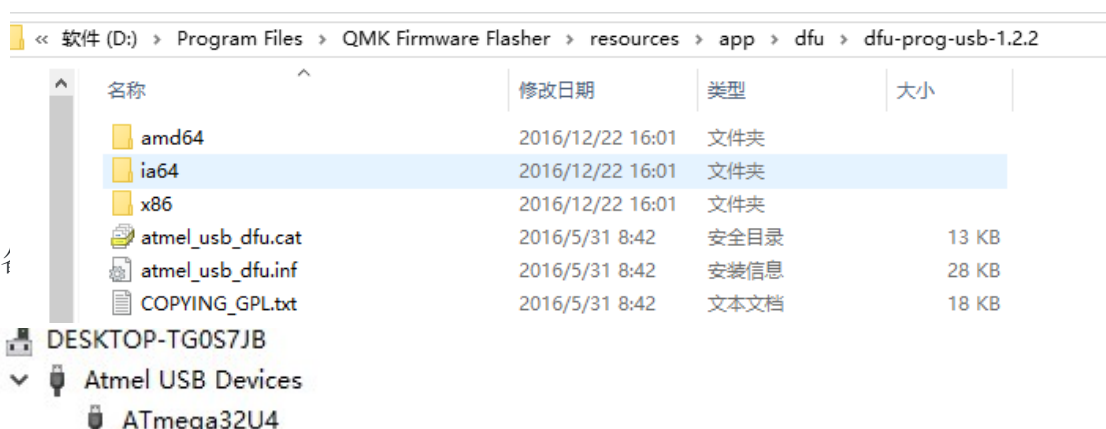 « 软件 (D:) › Program Files › QMK Firmware Flasher › resources › app › dfu › dfu-prog-usb-1.2.2
名称 修改日期 类型 大小
amd64 2016/12/22 16:01 文件夹
ia64 2016/12/22 16:01 文件夹
x86 2016/12/22 16:01 文件夹
atmel_usb_dfu.cat 2016/5/31 8:42 安全目录 13 KB
atmel_usb_dfu.inf 2016/5/31 8:42 安装信息 28 KB
COPYING_GPL.txt 2016/5/31 8:42 文本文档 18 KB
DESKTOP-TG0S7JB
Atmel USB Devices
ATmega32U4